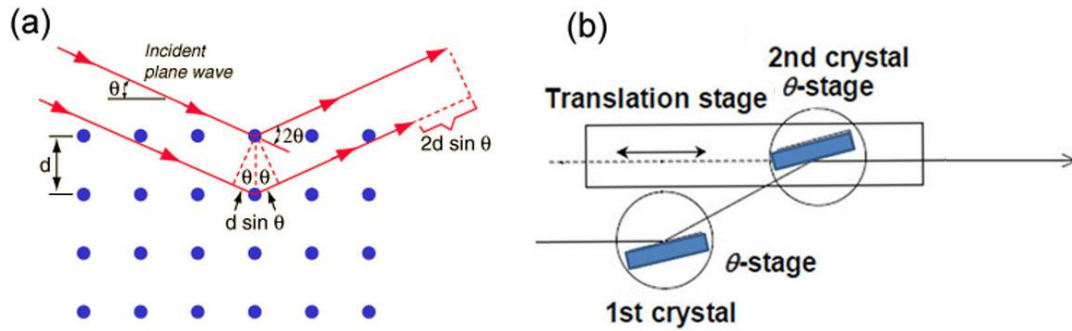 (a)
Incident
plane wave
θ
2θ
d
θ θ
d sin θ
2d sin θ
(b)
2nd crystal
θ-stage
Translation stage
θ-stage
1st crystal